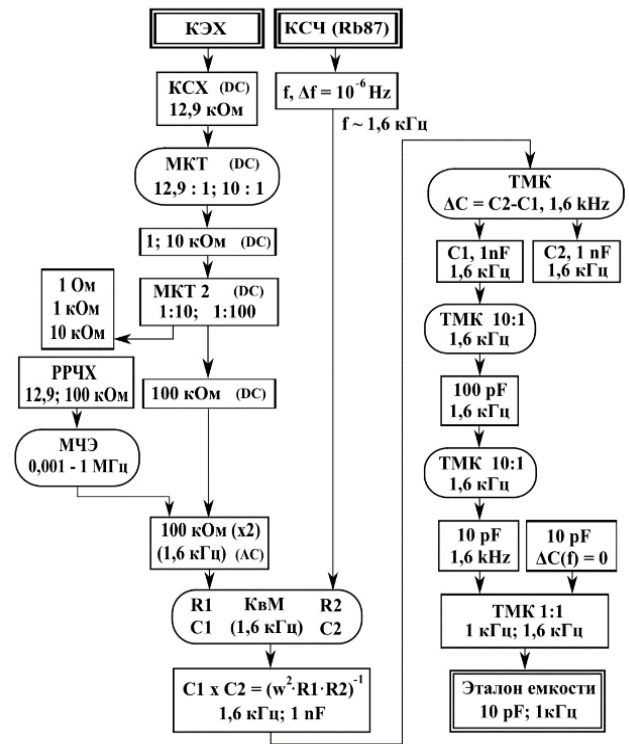 КЭХ
КСЧ (Rb87)
КСХ (DC)
12,9 кОм
f, Δf = 10⁻⁶ Hz
f ~ 1,6 кГц
МКТ (DC)
12,9 : 1; 10 : 1
1; 10 кОм (DC)
1 Ом
1 кОм
10 кОм
МКТ 2 (DC)
1:10; 1:100
РРЧХ
12,9; 100 кОм
100 кОм (DC)
МЧЭ
0,001 - 1 МГц
100 кОм (x2)
(1,6 кГц) (AC)
R1 КвМ R2
C1 (1,6 кГц) C2
C1 x C2 = (w²·R1·R2)⁻¹
1,6 кГц; 1 nF
ТМК
ΔC = C2-C1, 1,6 kHz
C1, 1nF
1,6 кГц
C2, 1 nF
1,6 кГц
ТМК 10:1
1,6 кГц
100 pF
1,6 кГц
ТМК 10:1
1,6 кГц
10 pF
1,6 kHz
10 pF
ΔC(f) = 0
ТМК 1:1
1 кГц; 1,6 кГц
Эталон емкости
10 pF; 1кГц